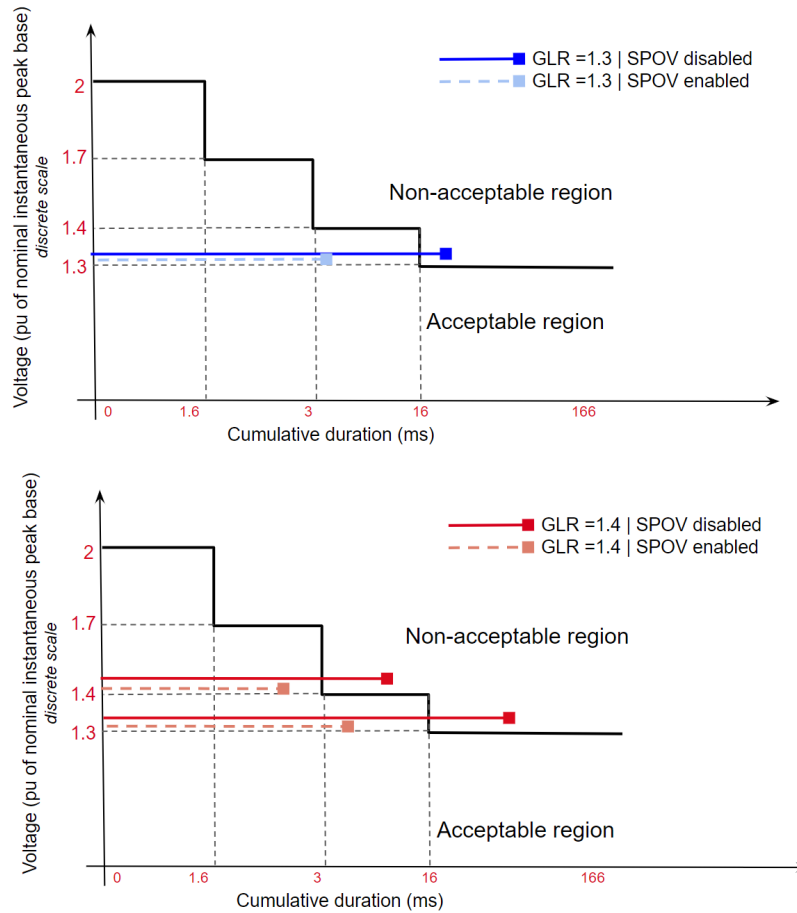 Voltage (pu of nominal instantaneous peak base)
discrete scale
GLR =1.3 | SPOV disabled
GLR =1.3 | SPOV enabled
2
1.7
Non-acceptable region
1.4
1.3
Acceptable region
0 1.6 3 16 166
Cumulative duration (ms)
Voltage (pu of nominal instantaneous peak base)
discrete scale
GLR =1.4 | SPOV disabled
GLR =1.4 | SPOV enabled
2
1.7
Non-acceptable region
1.4
1.3
Acceptable region
0 1.6 3 16 166
Cumulative duration (ms)